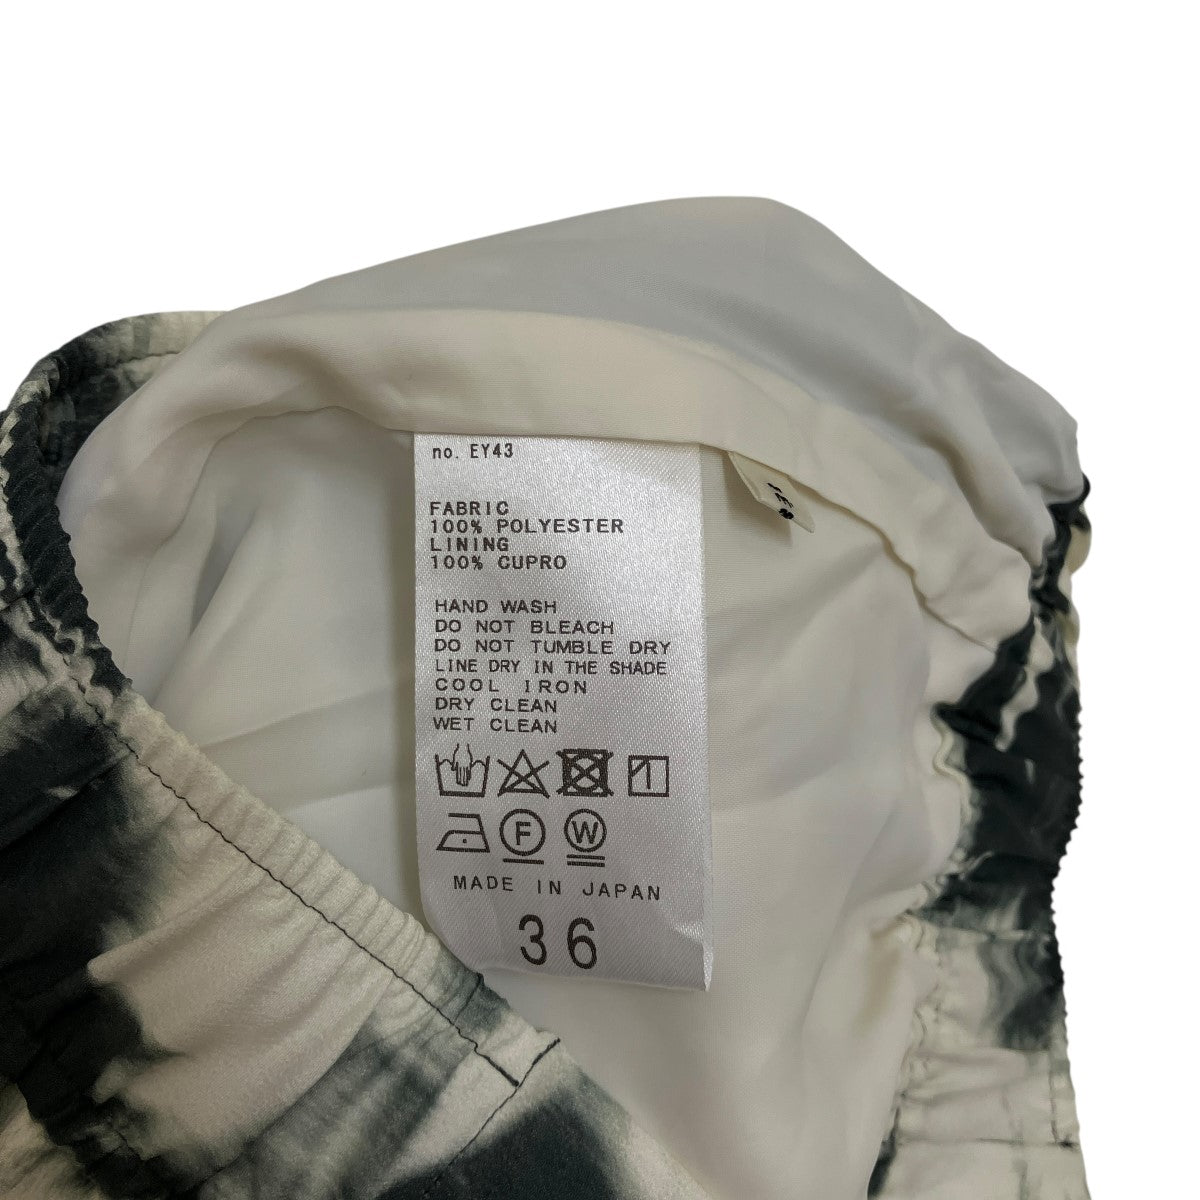 no. EY43
FABRIC
100% POLYESTER
LINING
100% CUPRO
HAND WASH
DO NOT BLEACH
DO NOT TUMBLE DRY
LINE DRY IN THE SHADE
COOL IRON
DRY CLEAN
WET CLEAN
1
F W
MADE IN JAPAN
36